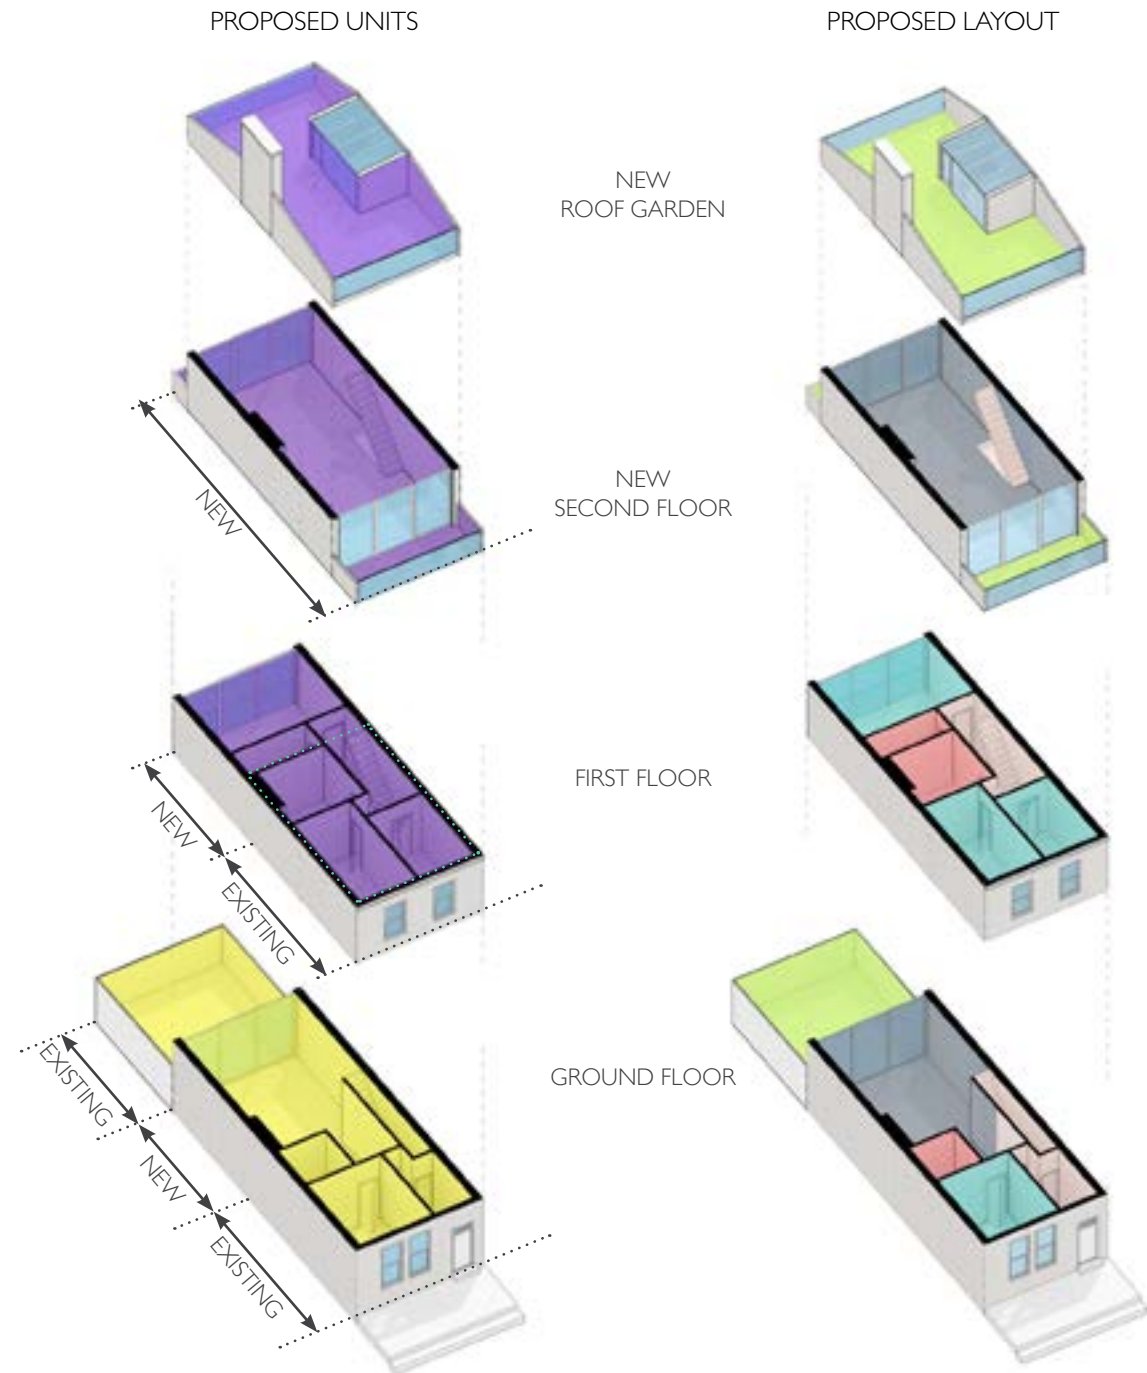 PROPOSED UNITS
PROPOSED LAYOUT
NEW
ROOF GARDEN
NEW
NEW
SECOND FLOOR
FIRST FLOOR
NEW
EXISTING
GROUND FLOOR
EXISTING
NEW
EXISTING